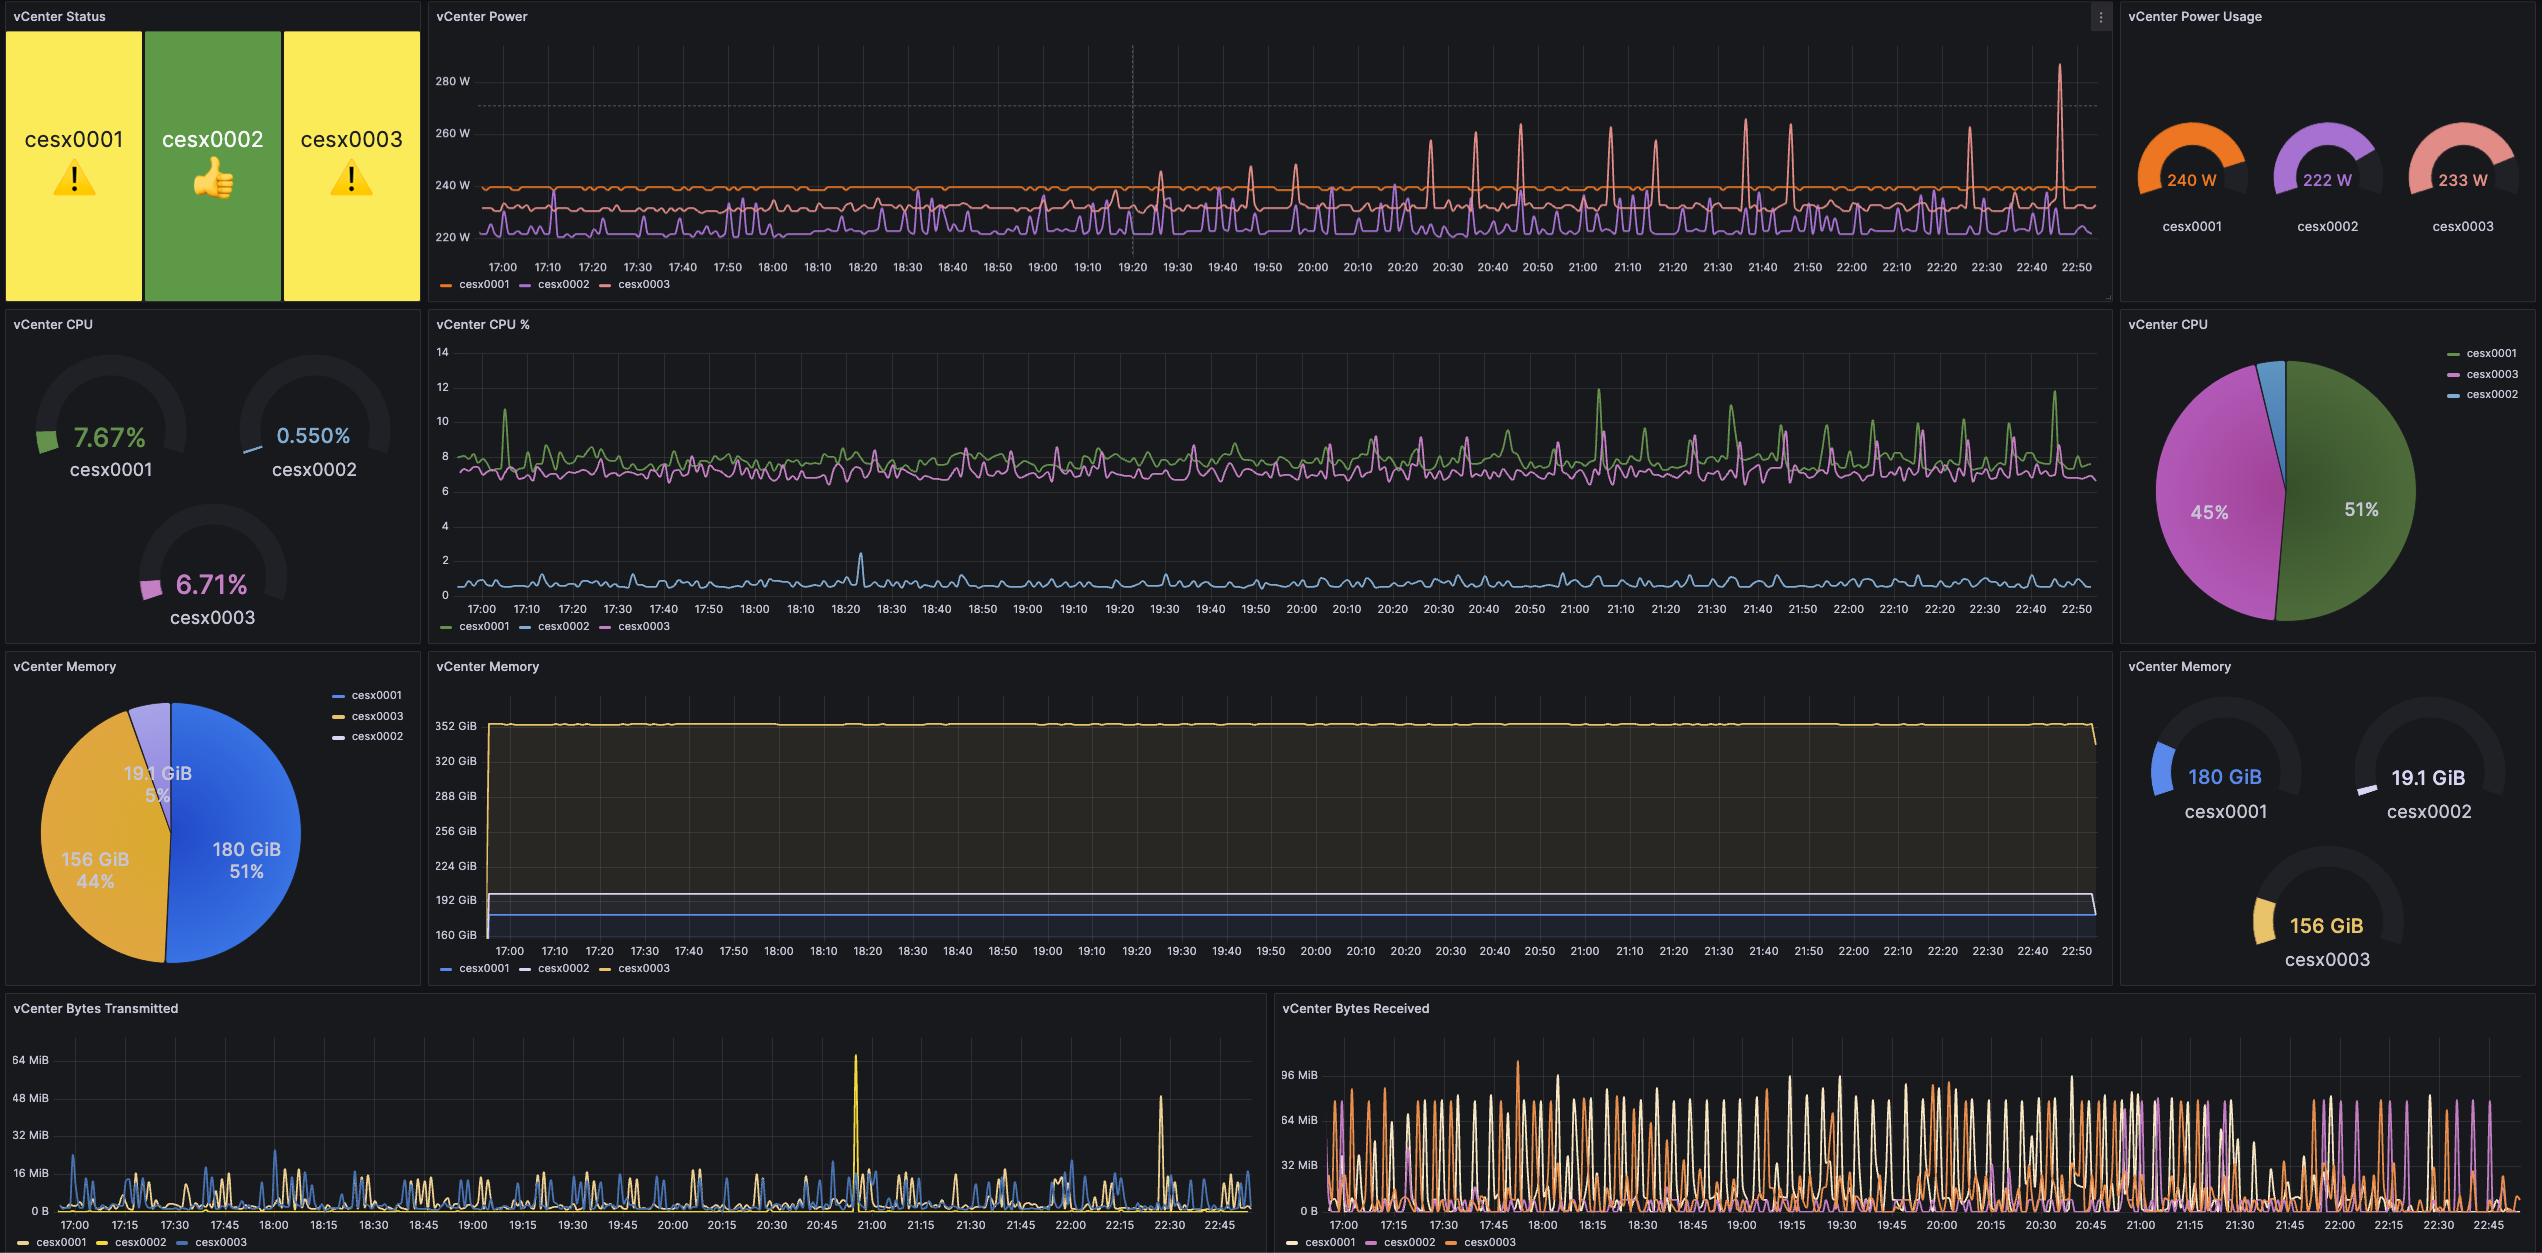 vCenter Status
cesx0001
cesx0002
cesx0003
vCenter Power
280 W
260 W
240 W
220 W
17:00 17:10 17:20 17:30 17:40 17:50 18:00 18:10 18:20 18:30 18:40 18:50 19:00 19:10 19:20 19:30 19:40 19:50 20:00 20:10 20:20 20:30 20:40 20:50 21:00 21:10 21:20 21:30 21:40 21:50 22:00 22:10 22:20 22:30 22:40 22:50
cesx0001 cesx0002 cesx0003
vCenter Power Usage
240 W 222 W 233 W
cesx0001 cesx0002 cesx0003
vCenter CPU
7.67%
cesx0001
0.550%
cesx0002
6.71%
cesx0003
vCenter CPU %
14
12
10
8
6
4
2
0
17:00 17:10 17:20 17:30 17:40 17:50 18:00 18:10 18:20 18:30 18:40 18:50 19:00 19:10 19:20 19:30 19:40 19:50 20:00 20:10 20:20 20:30 20:40 20:50 21:00 21:10 21:20 21:30 21:40 21:50 22:00 22:10 22:20 22:30 22:40 22:50
cesx0001 cesx0002 cesx0003
vCenter CPU
cesx0001
cesx0003
cesx0002
45%
51%
vCenter Memory
cesx0001
cesx0003
cesx0002
19.1 GiB
5%
156 GiB
44%
180 GiB
51%
vCenter Memory
352 GiB
320 GiB
288 GiB
256 GiB
224 GiB
192 GiB
160 GiB
17:00 17:10 17:20 17:30 17:40 17:50 18:00 18:10 18:20 18:30 18:40 18:50 19:00 19:10 19:20 19:30 19:40 19:50 20:00 20:10 20:20 20:30 20:40 20:50 21:00 21:10 21:20 21:30 21:40 21:50 22:00 22:10 22:20 22:30 22:40 22:50
cesx0001 cesx0002 cesx0003
vCenter Memory
180 GiB
cesx0001
19.1 GiB
cesx0002
156 GiB
cesx0003
vCenter Bytes Transmitted
64 MiB
48 MiB
32 MiB
16 MiB
0 B
17:00 17:15 17:30 17:45 18:00 18:15 18:30 18:45 19:00 19:15 19:30 19:45 20:00 20:15 20:30 20:45 21:00 21:15 21:30 21:45 22:00 22:15 22:30 22:45
cesx0001 cesx0002 cesx0003
vCenter Bytes Received
96 MiB
64 MiB
32 MiB
0 B
17:00 17:15 17:30 17:45 18:00 18:15 18:30 18:45 19:00 19:15 19:30 19:45 20:00 20:15 20:30 20:45 21:00 21:15 21:30 21:45 22:00 22:15 22:30 22:45
cesx0001 cesx0002 cesx0003